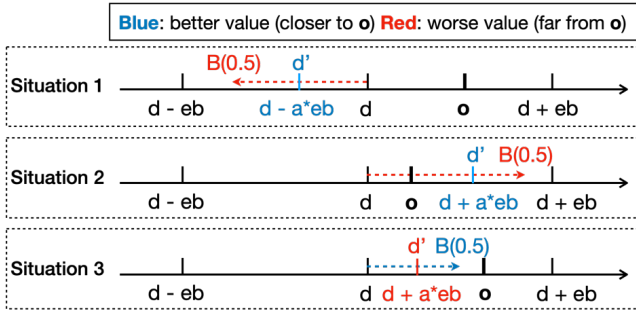 Blue: better value (closer to o) Red: worse value (far from o)
Situation 1
B(0.5) d'
d - eb d - a*eb d o d + eb
Situation 2
d' B(0.5)
d - eb d o d + a*eb d + eb
Situation 3
d' B(0.5)
d - eb d d + a*eb o d + eb